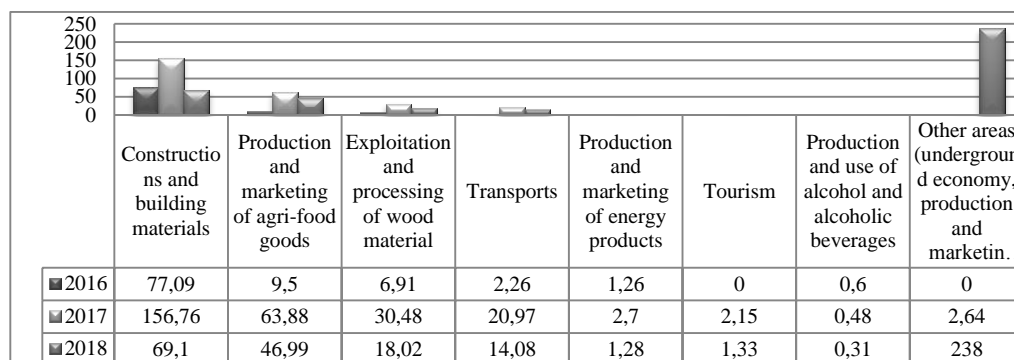 250
200
150
100
50
0
Constructio
ns and
building
materials
Production
and
marketing
of agri-food
goods
Exploitation
and
processing
of wood
material
Transports
Production
and
marketing
of energy
products
Tourism
Production
and use of
alcohol and
alcoholic
beverages
Other areas
(undergroun
d economy,
production
and
marketin.
2016 77,09 9,5 6,91 2,26 1,26 0 0,6 0
2017 156,76 63,88 30,48 20,97 2,7 2,15 0,48 2,64
2018 69,1 46,99 18,02 14,08 1,28 1,33 0,31 238